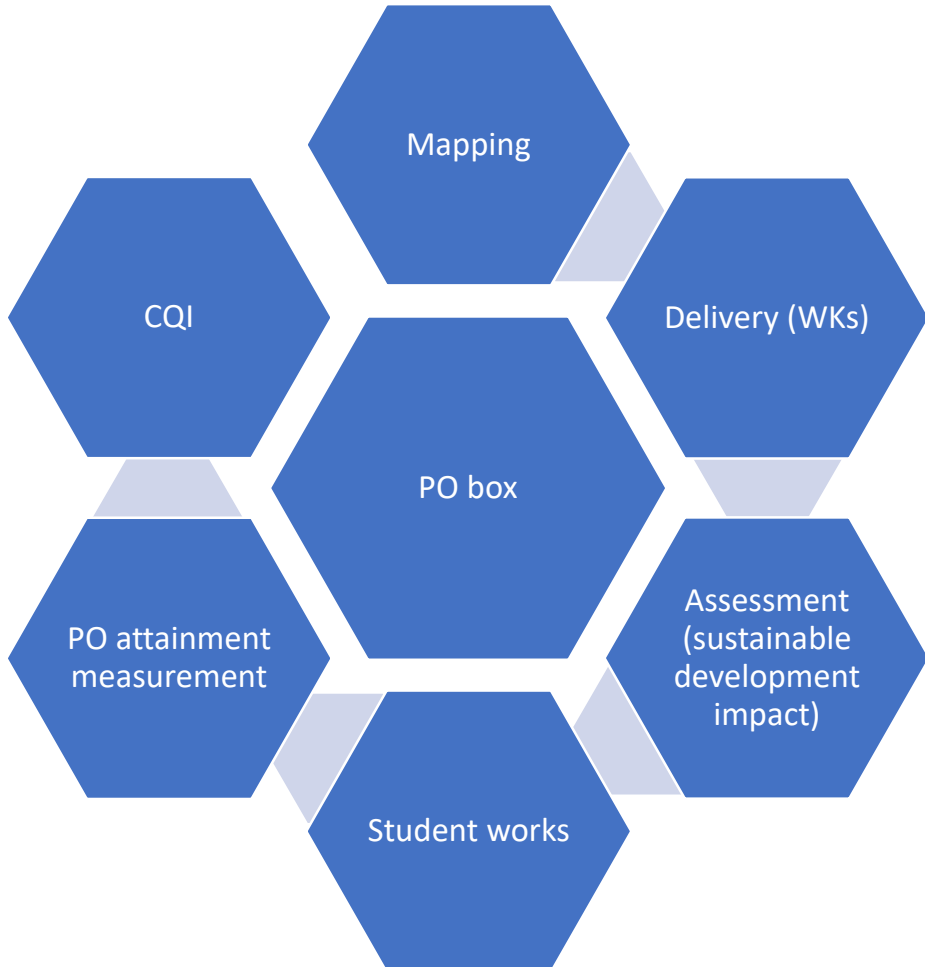 Mapping
Delivery (WKs)
Assessment
(sustainable
development
impact)
Student works
PO attainment
measurement
CQI
PO box